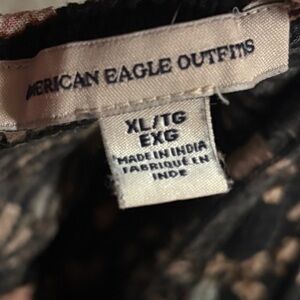 AMERICAN EAGLE OUTFITTERS
XL/TG
EXG
MADE IN INDIA
FABRIQUÉ EN
INDE